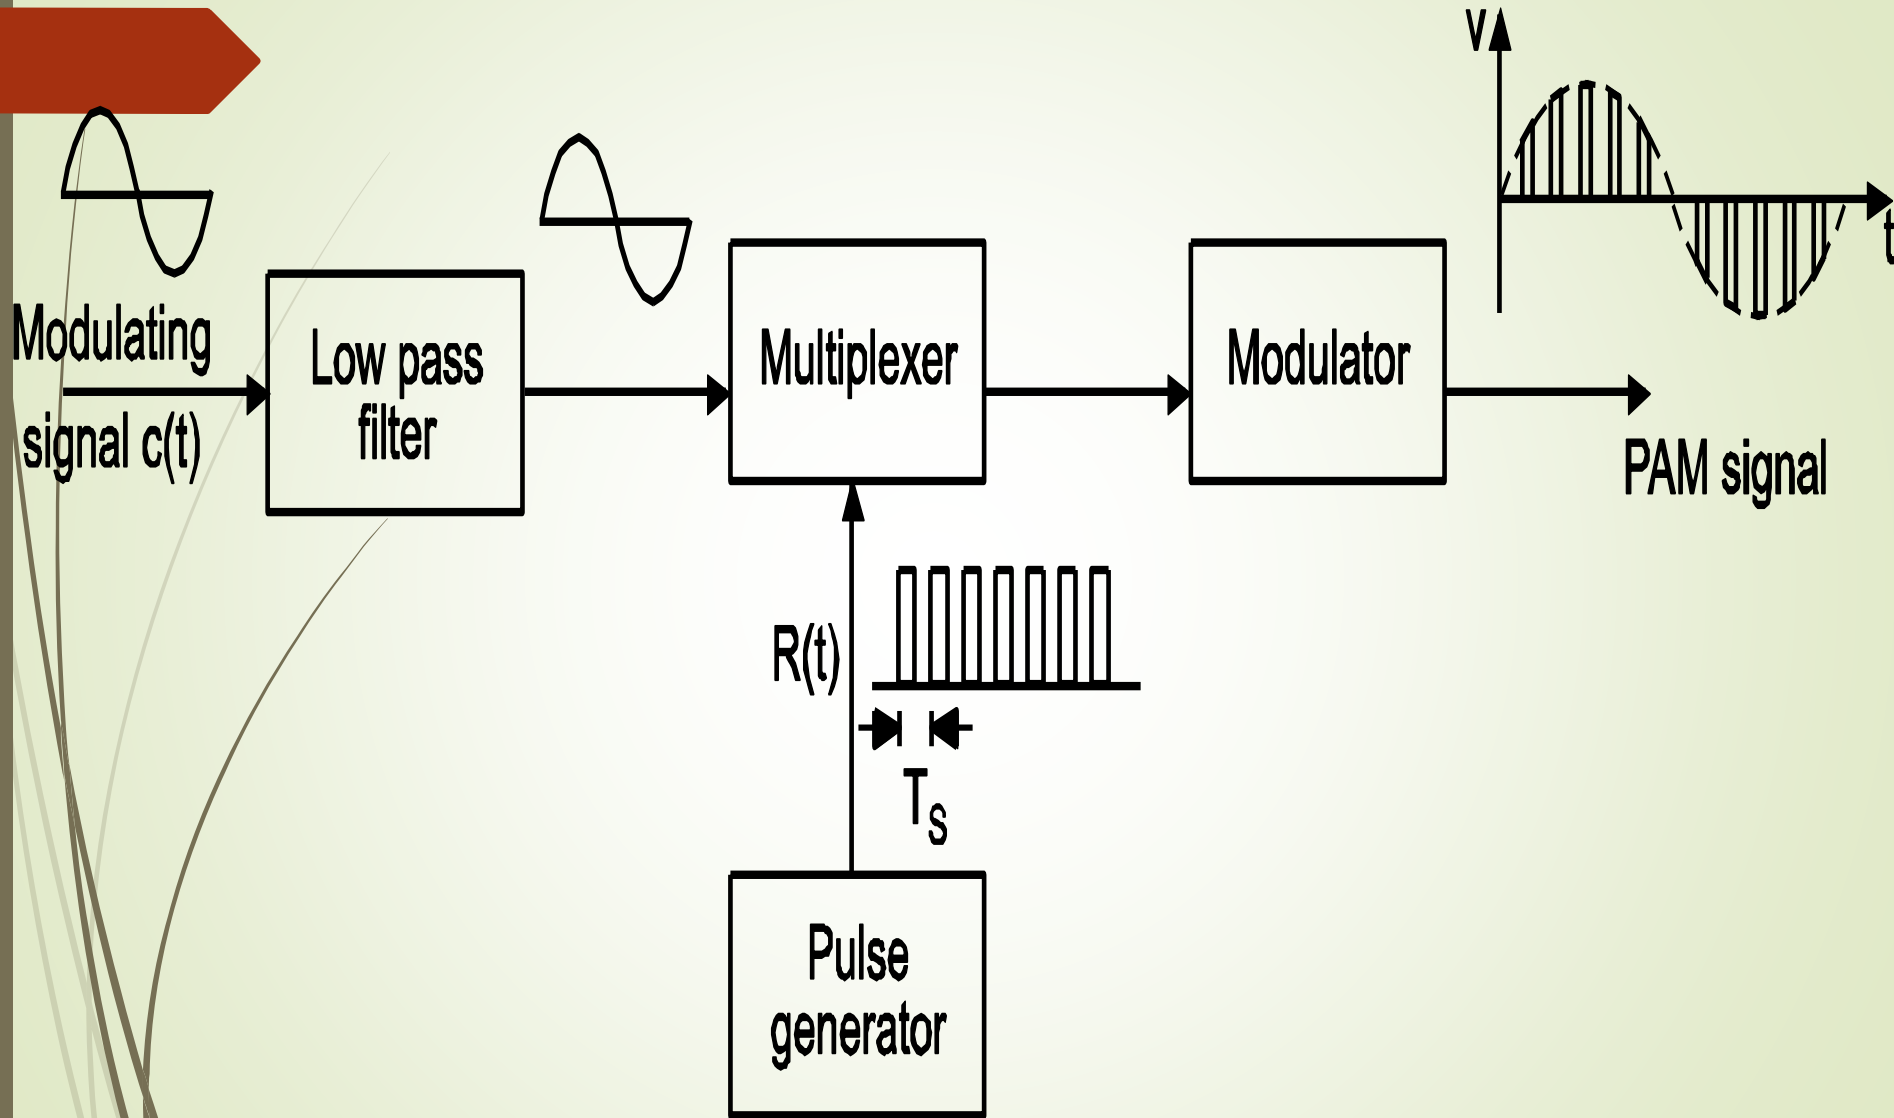 v
t
Modulating
signal c(t)
Low pass
filter
Multiplexer
Modulator
PAM signal
R(t)
Ts
Pulse
generator